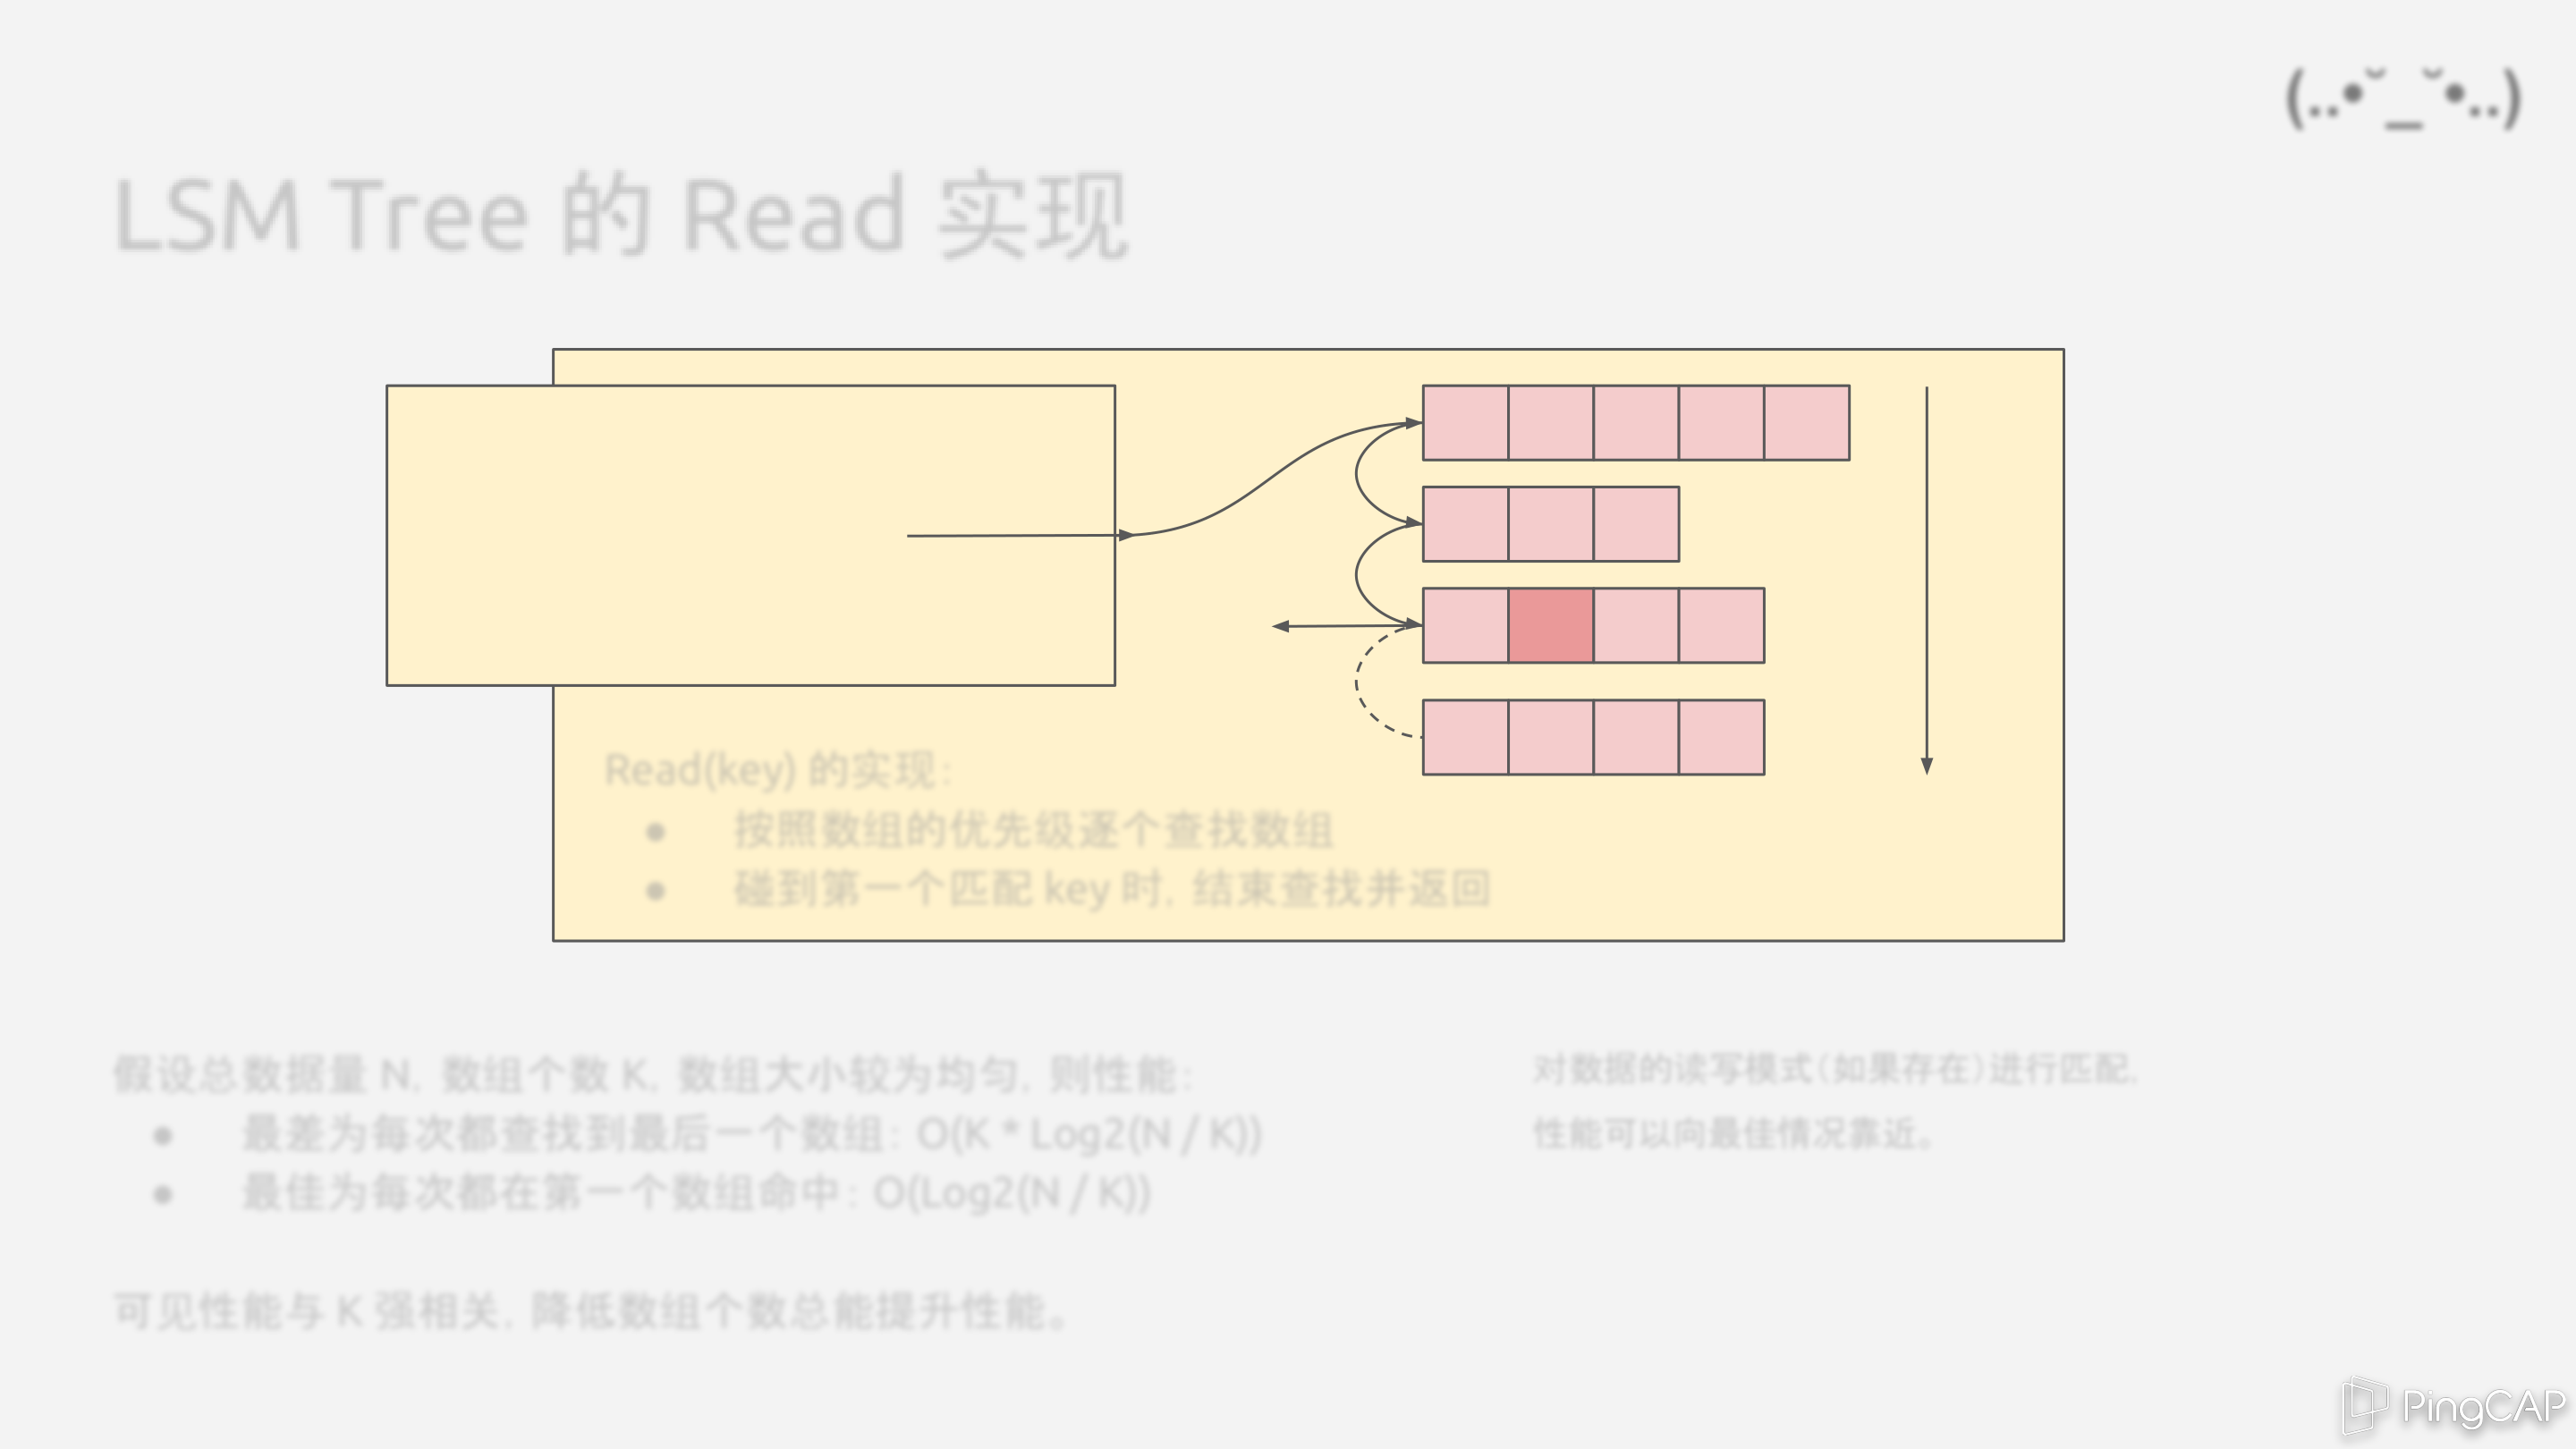 (..•˘_˘•..)
LSM Tree 的 Read 实现
Read(key) 的实现：
● 按照数组的优先级逐个查找数组
● 碰到第一个匹配 key 时，结束查找并返回
假设总数据量 N，数组个数 K，数组大小较为均匀，则性能：
● 最差为每次都查找到最后一个数组：O(K * Log2(N / K))
● 最佳为每次都在第一个数组命中：O(Log2(N / K))
可见性能与 K 强相关，降低数组个数总能提升性能。
对数据的读写模式（如果存在）进行匹配，
性能可以向最佳情况靠近。
PingCAP